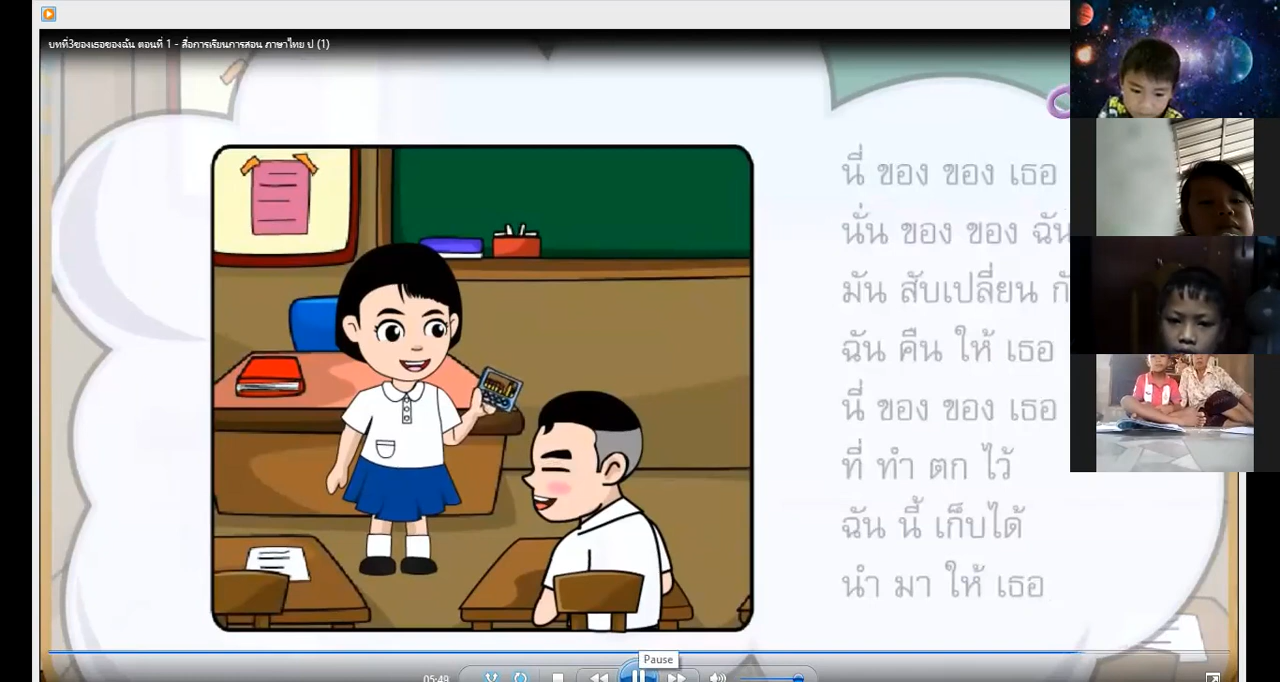 บทที่3ของเธอของฉัน ตอนที่ 1 - สื่อการเรียนการสอน ภาษาไทย ป (1)
นี่ ของ ของ เธอ
นั่น ของ ของ ฉัน
มัน สับเปลี่ยน
ฉัน คืน ให้ เธอ
นี่ ของ ของ เธอ
ที่ ทำ ตก ไว้
ฉัน นี้ เก็บได้
นำ มา ให้ เธอ
Pause
05:49